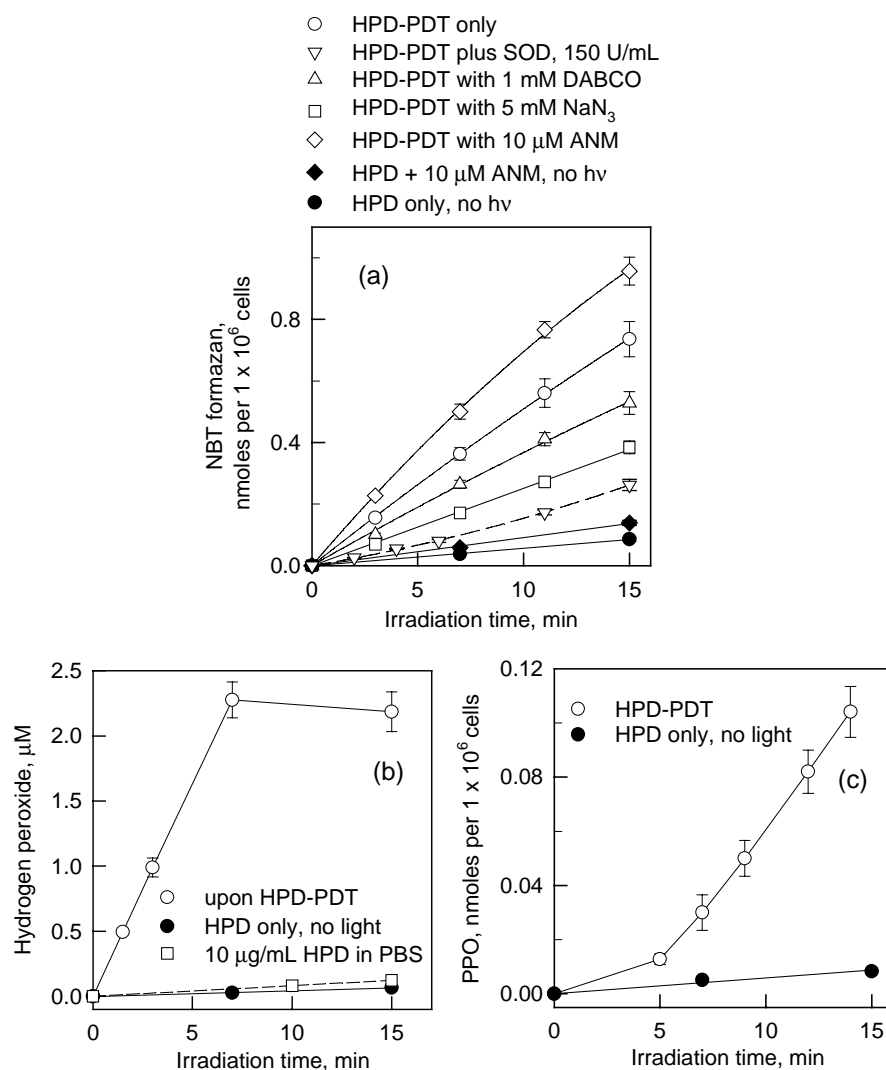 HPD-PDT only
HPD-PDT plus SOD, 150 U/mL
HPD-PDT with 1 mM DABCO
HPD-PDT with 5 mM NaN₃
HPD-PDT with 10 μM ANM
HPD + 10 μM ANM, no hν
HPD only, no hν
(a)
NBT formazan,
nmoles per 1 x 10⁶ cells
0.8
0.4
0.0
0 5 10 15
Irradiation time, min
(b)
Hydrogen peroxide, μM
2.5
2.0
1.5
1.0
0.5
0.0
upon HPD-PDT
HPD only, no light
10 μg/mL HPD in PBS
0 5 10 15
Irradiation time, min
(c)
PPO, nmoles per 1 x 10⁶ cells
0.12
0.08
0.04
0.00
HPD-PDT
HPD only, no light
0 5 10 15
Irradiation time, min